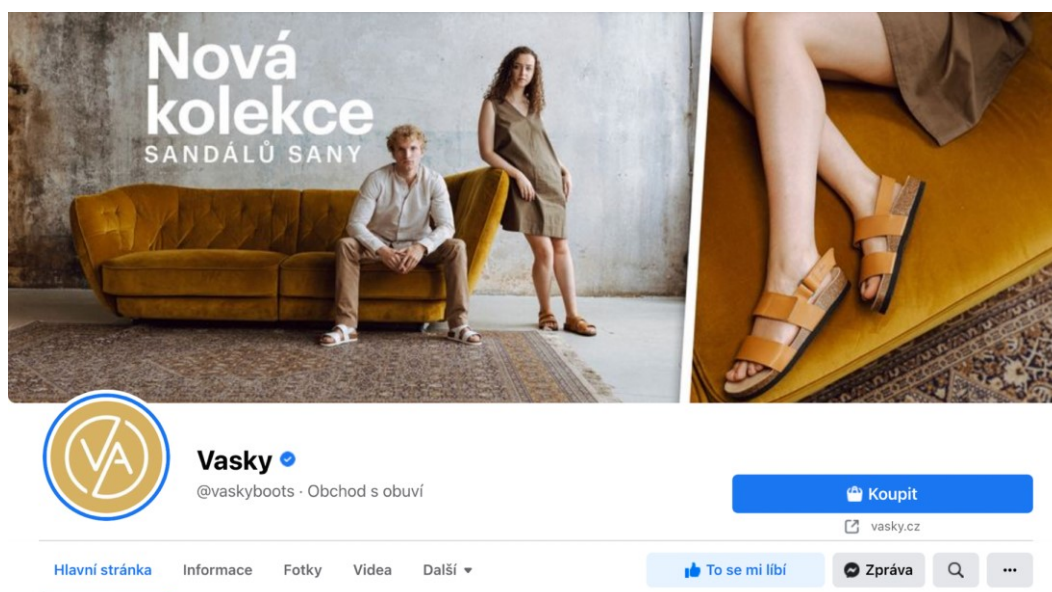 Nová
kolekce
SANDÁLŮ SANY
VA
Vasky
@vaskyboots · Obchod s obuví
Koupit
vasky.cz
Hlavní stránka Informace Fotky Videa Další ▾ To se mi líbí Zpráva ···